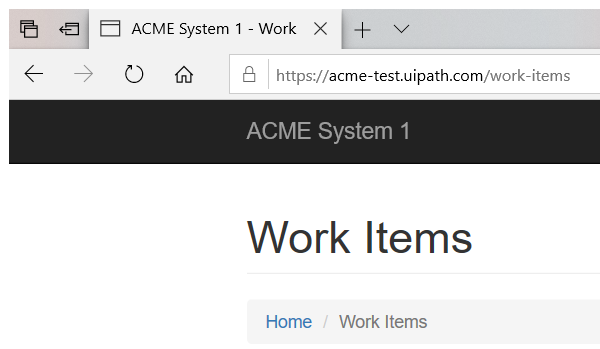 ACME System 1 - Work
https://acme-test.uipath.com/work-items
ACME System 1
Work Items
Home / Work Items